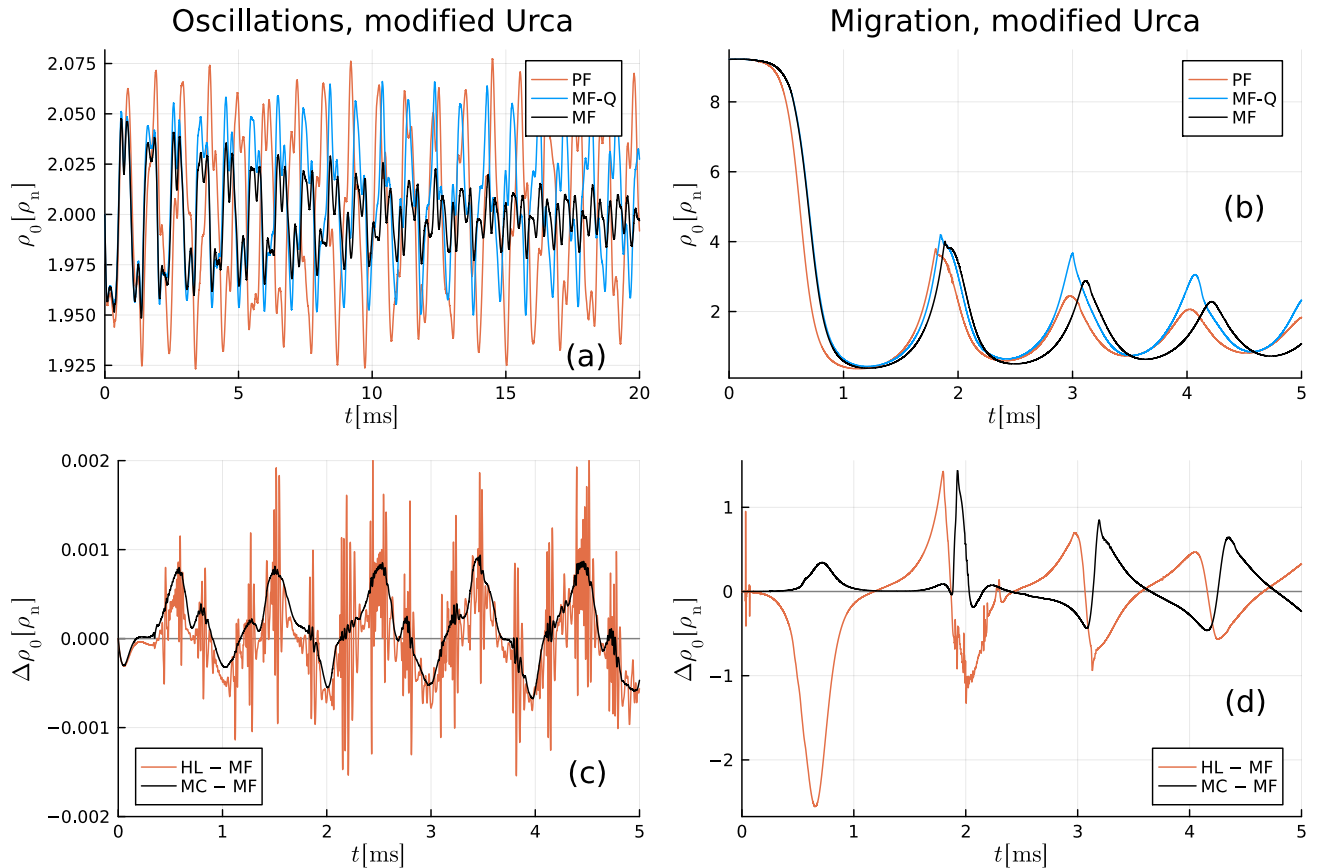 Oscillations, modified Urca
Migration, modified Urca
2.075
2.050
2.025
2.000
1.975
1.950
1.925
ρ₀[ρₙ]
PF
MF-Q
MF
(a)
0 5 10 15 20
t[ms]
8
6
4
2
ρ₀[ρₙ]
PF
MF-Q
MF
(b)
0 1 2 3 4 5
t[ms]
0.002
0.001
0.000
−0.001
−0.002
Δρ₀[ρₙ]
HL − MF
MC − MF
(c)
0 1 2 3 4 5
t[ms]
1
0
−1
−2
Δρ₀[ρₙ]
(d)
HL − MF
MC − MF
0 1 2 3 4 5
t[ms]